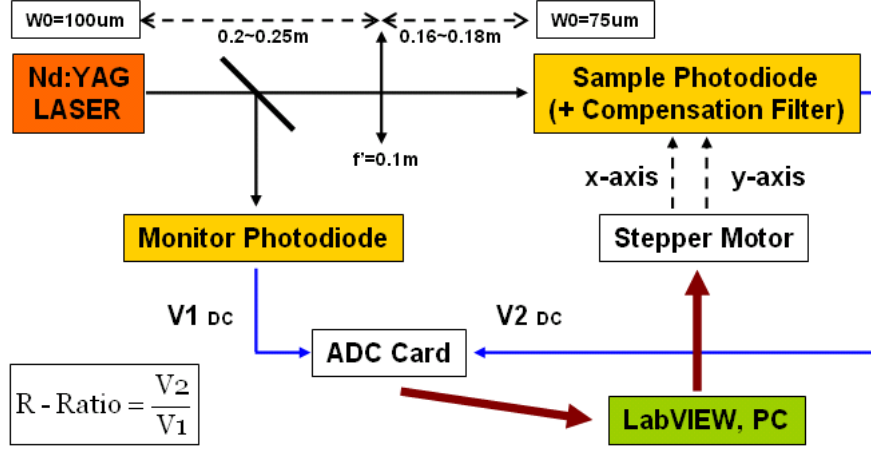 W0=100um
0.2~0.25m
0.16~0.18m
W0=75um
Nd:YAG
LASER
Sample Photodiode
(+ Compensation Filter)
f'=0.1m
x-axis
y-axis
Monitor Photodiode
Stepper Motor
V1 DC
V2 DC
ADC Card
R - Ratio = V2
V1
LabVIEW, PC